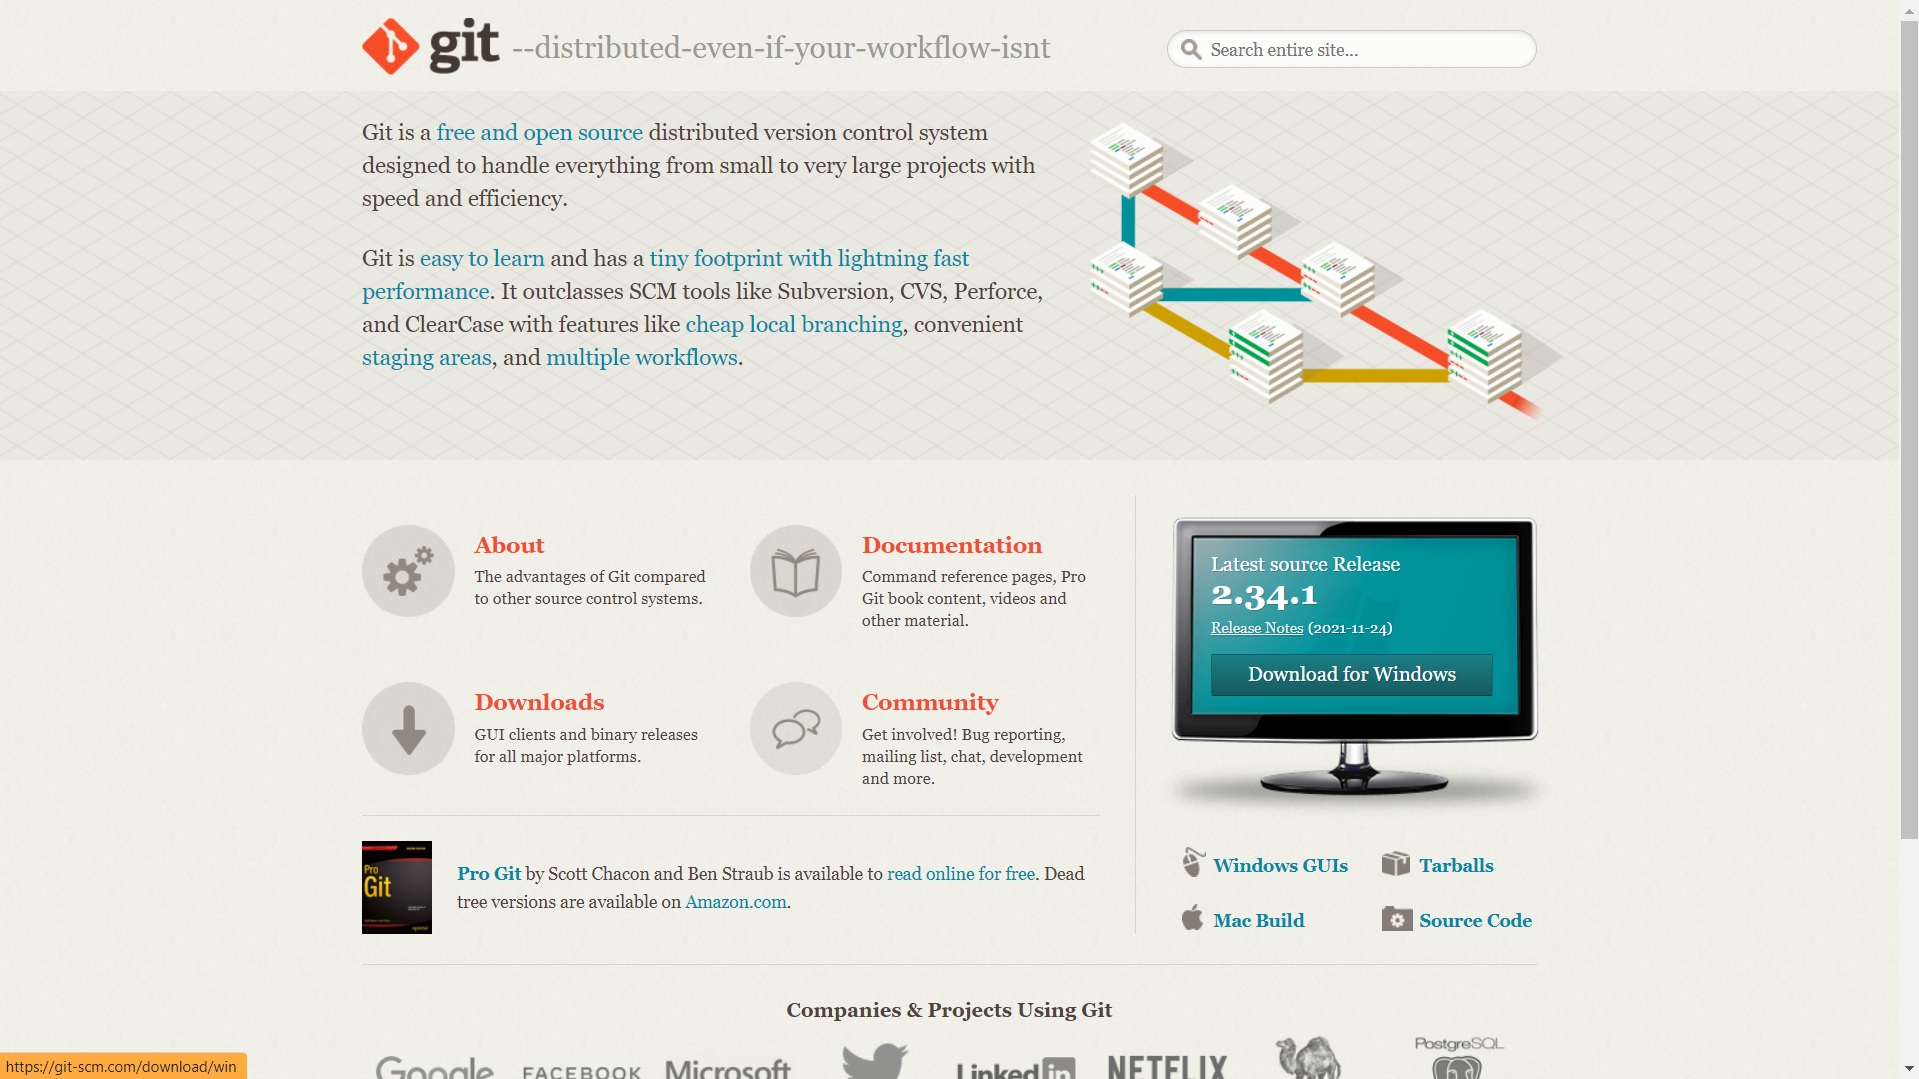 git --distributed-even-if-your-workflow-isnt
Search entire site...
Git is a free and open source distributed version control system
designed to handle everything from small to very large projects with
speed and efficiency.
Git is easy to learn and has a tiny footprint with lightning fast
performance. It outclasses SCM tools like Subversion, CVS, Perforce,
and ClearCase with features like cheap local branching, convenient
staging areas, and multiple workflows.
About
The advantages of Git compared
to other source control systems.
Documentation
Command reference pages, Pro
Git book content, videos and
other material.
Downloads
GUI clients and binary releases
for all major platforms.
Community
Get involved! Bug reporting,
mailing list, chat, development
and more.
Pro
Git
Pro Git by Scott Chacon and Ben Straub is available to read online for free. Dead
tree versions are available on Amazon.com.
Latest source Release
2.34.1
Release Notes (2021-11-24)
Download for Windows
Windows GUIs
Tarballs
Mac Build
Source Code
Companies & Projects Using Git
Google
FACEBOOK
Microsoft
Linked in
NETFLIX
PostgreSQL
https://git-scm.com/download/win